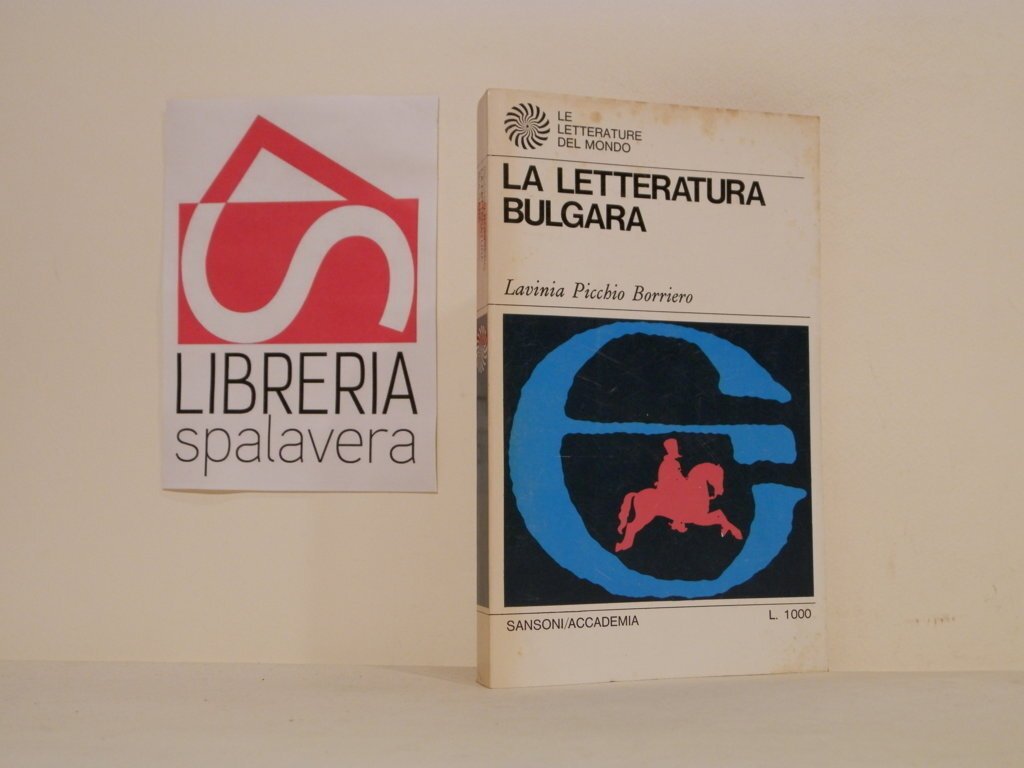 LIBRERIA
spalavera
LE
LETTERATURE
DEL MONDO
LA LETTERATURA
BULGARA
Lavinia Picchio Borriero
SANSONI/ACCADEMIA
L. 1000